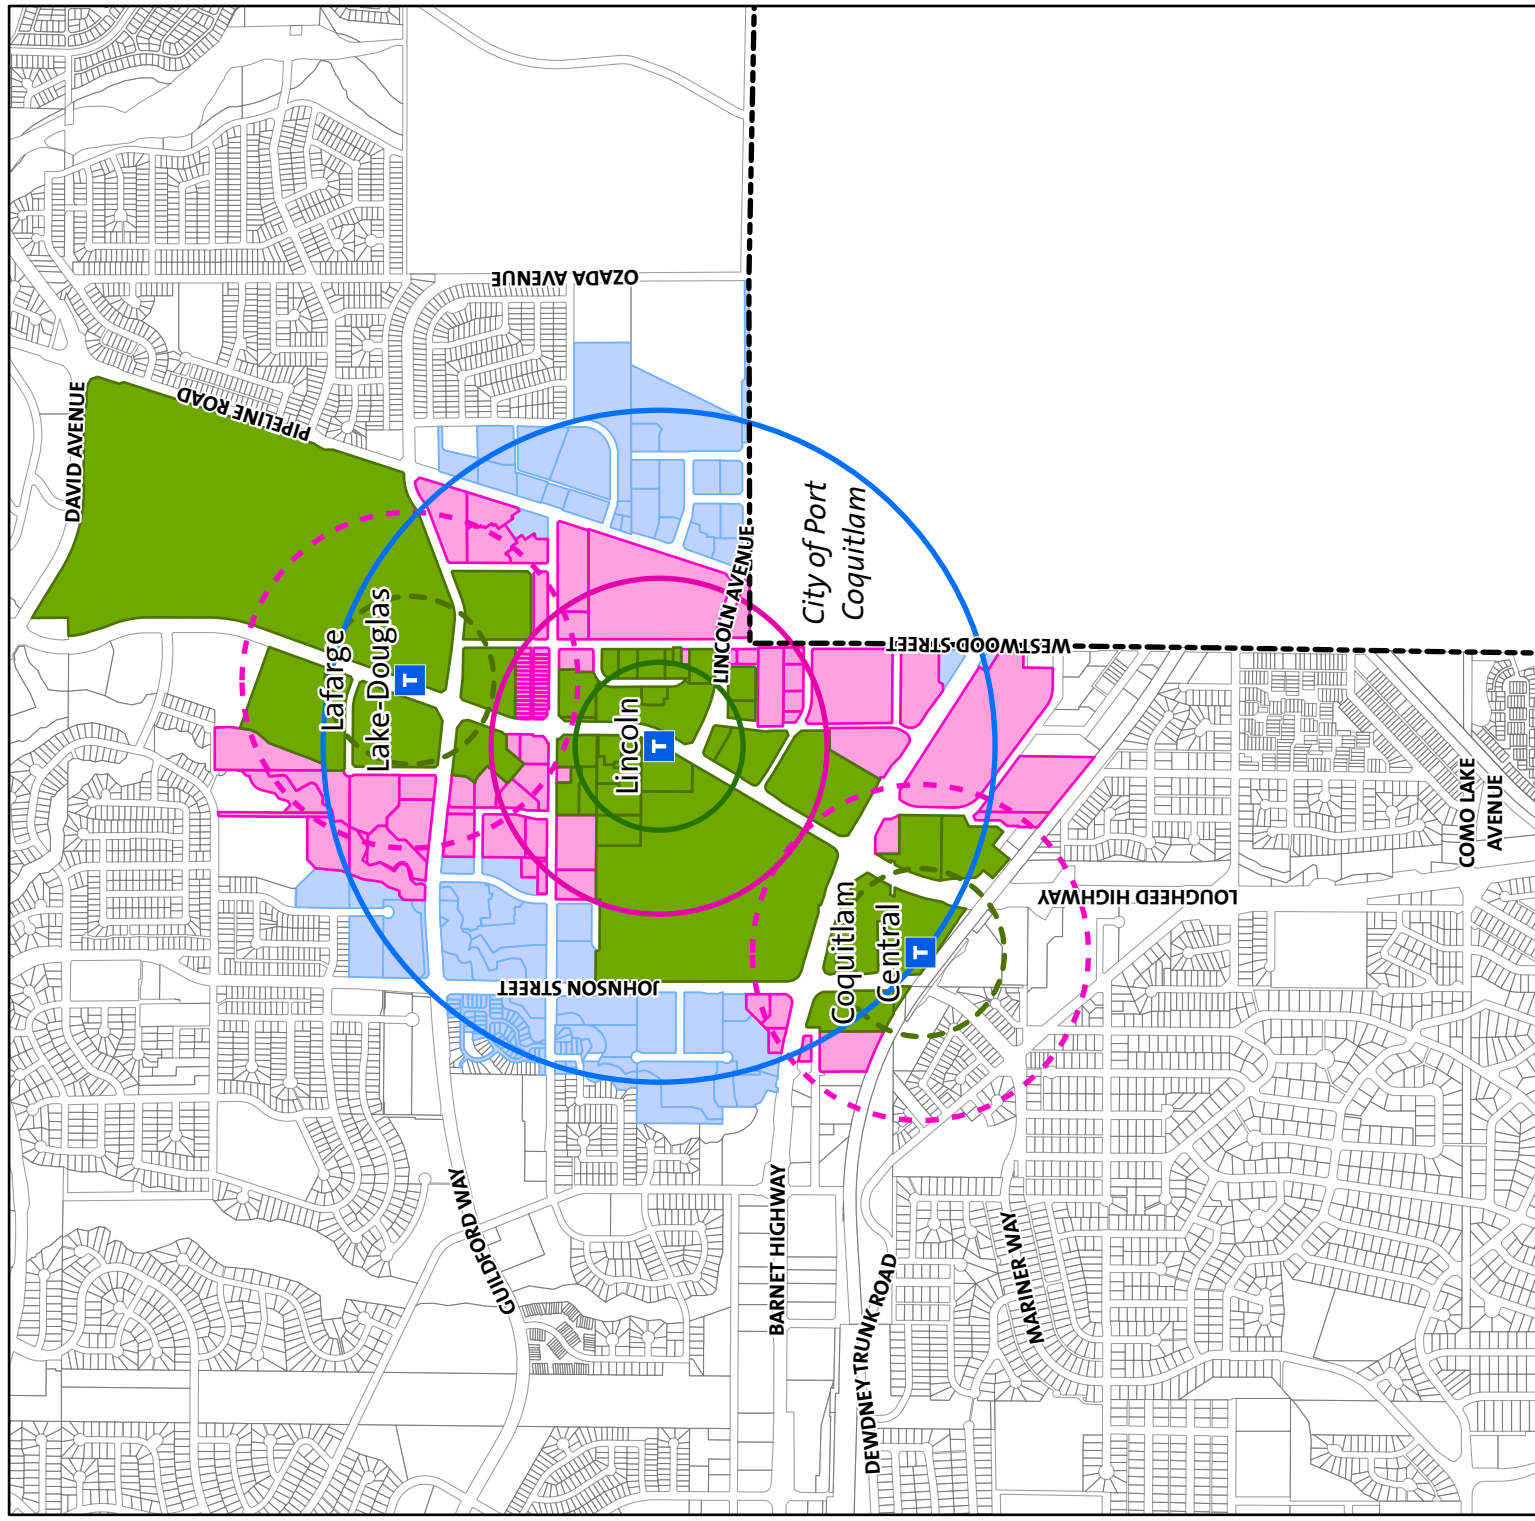 DAVID AVENUE
PIPELINE ROAD
OZADA AVENUE
Lafarge
Lake-Douglas
T
Lincoln
T
LINCOLN AVENUE
City of Port
Coquitlam
WESTWOOD STREET
Coquitlam
Central
T
JOHNSON STREET
LOUGHEED HIGHWAY
COMO LAKE
AVENUE
GUILDFORD WAY
BARNET HIGHWAY
DEWDNEY TRUNK ROAD
MARINER WAY